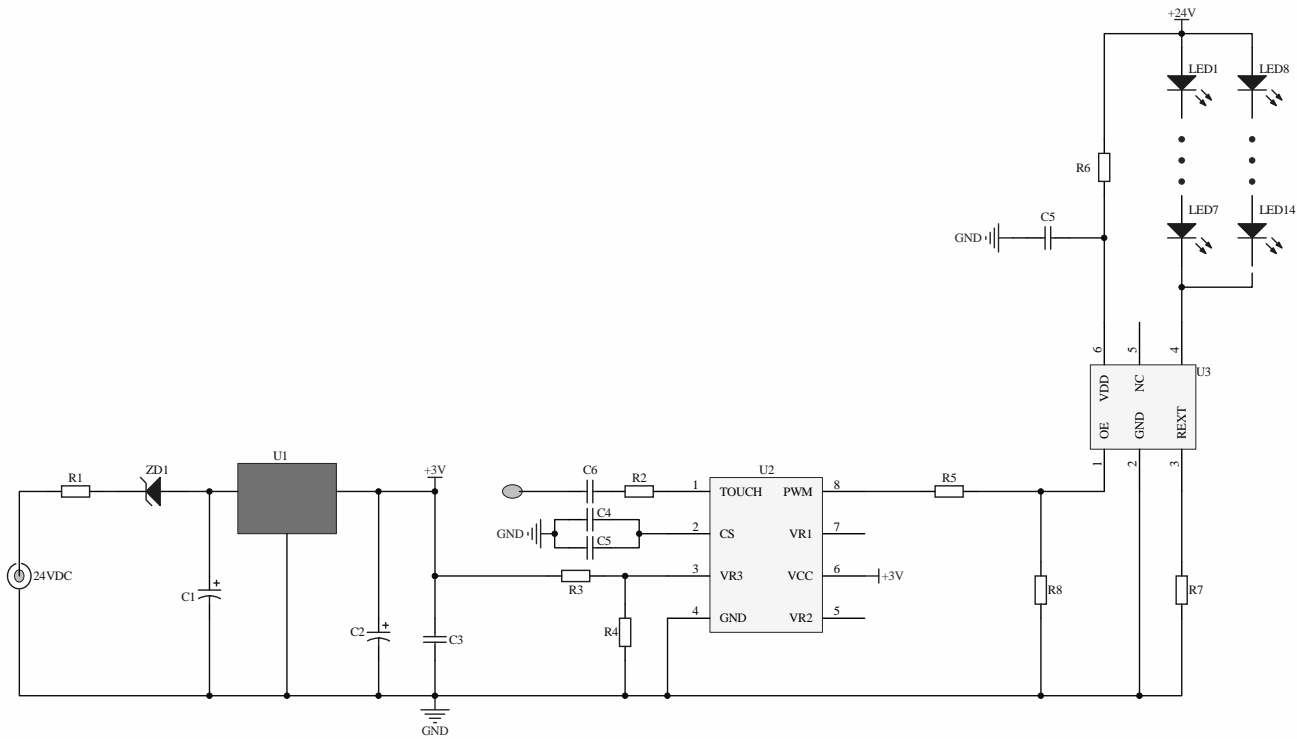 +24V
LED1
LED8
R6
LED7
LED14
C5
GND
6
5
4
U3
VDD
NC
OE
GND
REXT
1
2
3
R1
ZD1
U1
+3V
C6
R2
U2
1
TOUCH
PWM
8
R5
GND
C4
C5
2
CS
VR1
7
24VDC
R3
3
VR3
VCC
6
+3V
C1
R8
R7
C2
C3
R4
4
GND
VR2
5
GND